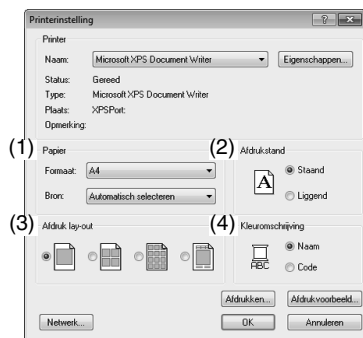 Printerinstelling
Printer
Naam: Microsoft XPS Document Writer Eigenschappen...
Status: Gereed
Type: Microsoft XPS Document Writer
Plaats: XPSPort:
Opmerking:
(1) Papier
Formaat: A4
Bron: Automatisch selecteren
(2) Afdrukstand
A
Staand
Liggend
(3) Afdruk lay-out
(4) Kleuromschrijving
ABC
Naam
Code
Afdrukken... Afdrukvoorbeeld...
Netwerk... OK Annuleren